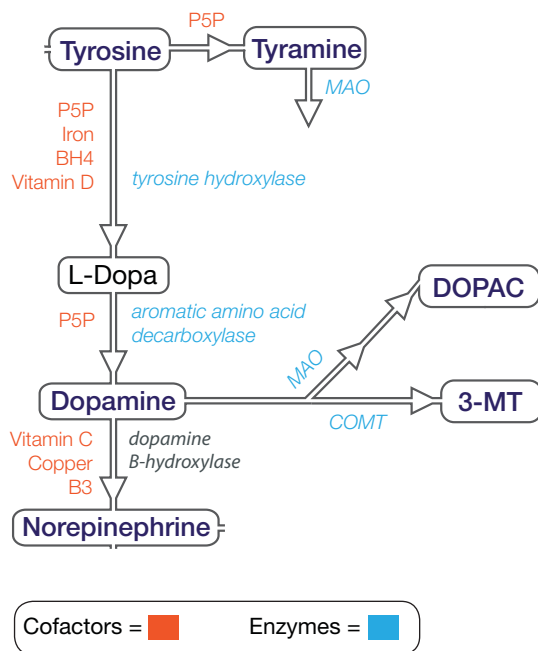 P5P
Tyrosine
Tyramine
MAO
P5P
Iron
BH4
Vitamin D
tyrosine hydroxylase
L-Dopa
DOPAC
P5P
aromatic amino acid
decarboxylase
MAO
Dopamine
3-MT
COMT
Vitamin C
Copper
B3
dopamine
B-hydroxylase
Norepinephrine
Cofactors =
Enzymes =